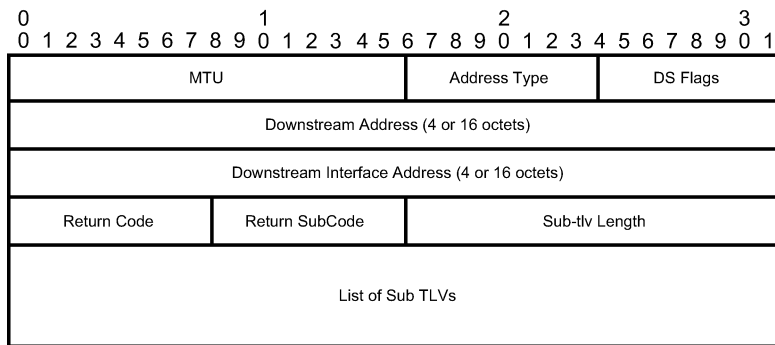 0 1 2 3
0 1 2 3 4 5 6 7 8 9 0 1 2 3 4 5 6 7 8 9 0 1 2 3 4 5 6 7 8 9 0 1
MTU Address Type DS Flags
Downstream Address (4 or 16 octets)
Downstream Interface Address (4 or 16 octets)
Return Code Return SubCode Sub-tlv Length
List of Sub TLVs